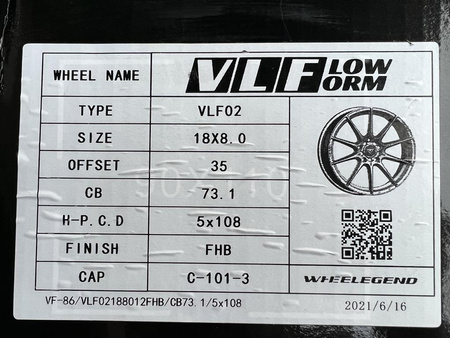 WHEEL NAME VLF LOW FORM
TYPE VLF02
SIZE 18X8.0
OFFSET 35
CB 73.1
H-P.C.D 5x108
FINISH FHB
CAP C-101-3
WHEELEGEND
VF-86/VLF02188012FHB/CB73.1/5x108
2021/6/16